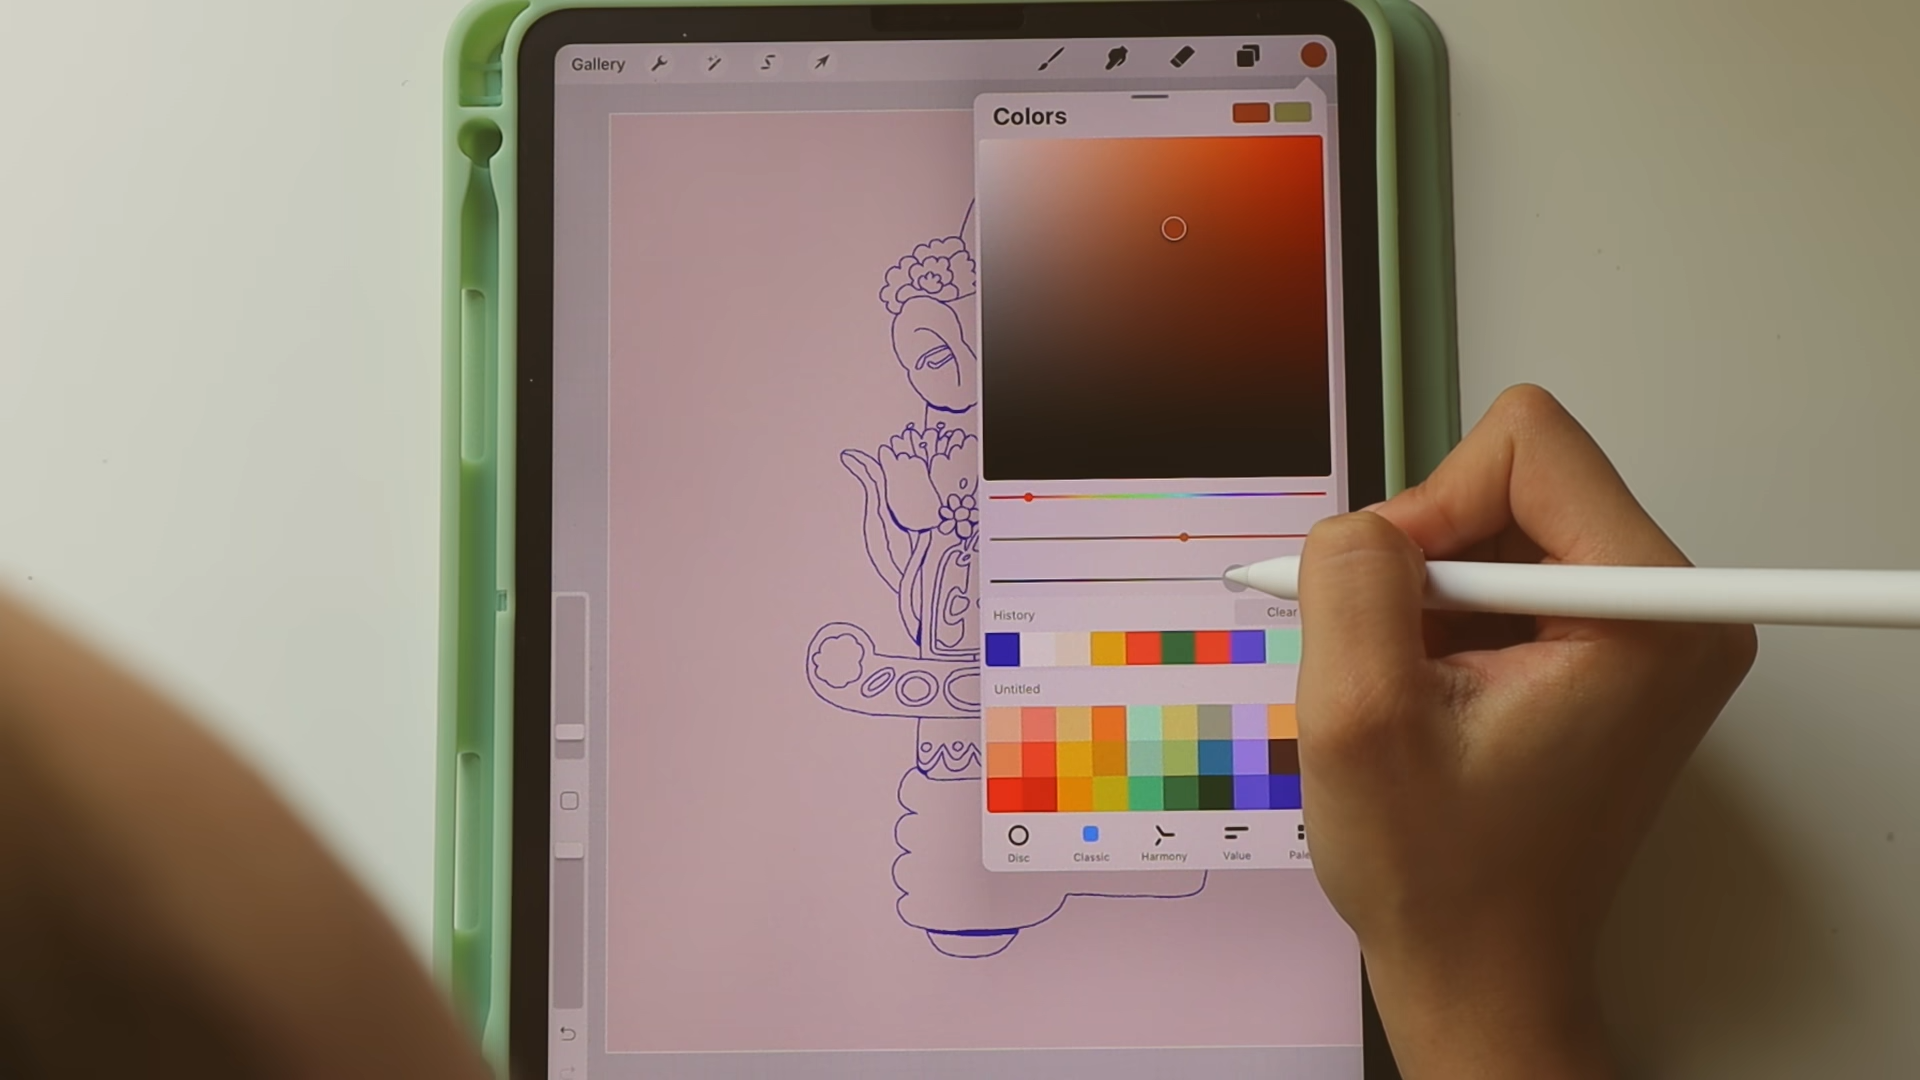 Gallery
Colors
History
Clear
Untitled
Disc
Classic
Harmony
Value